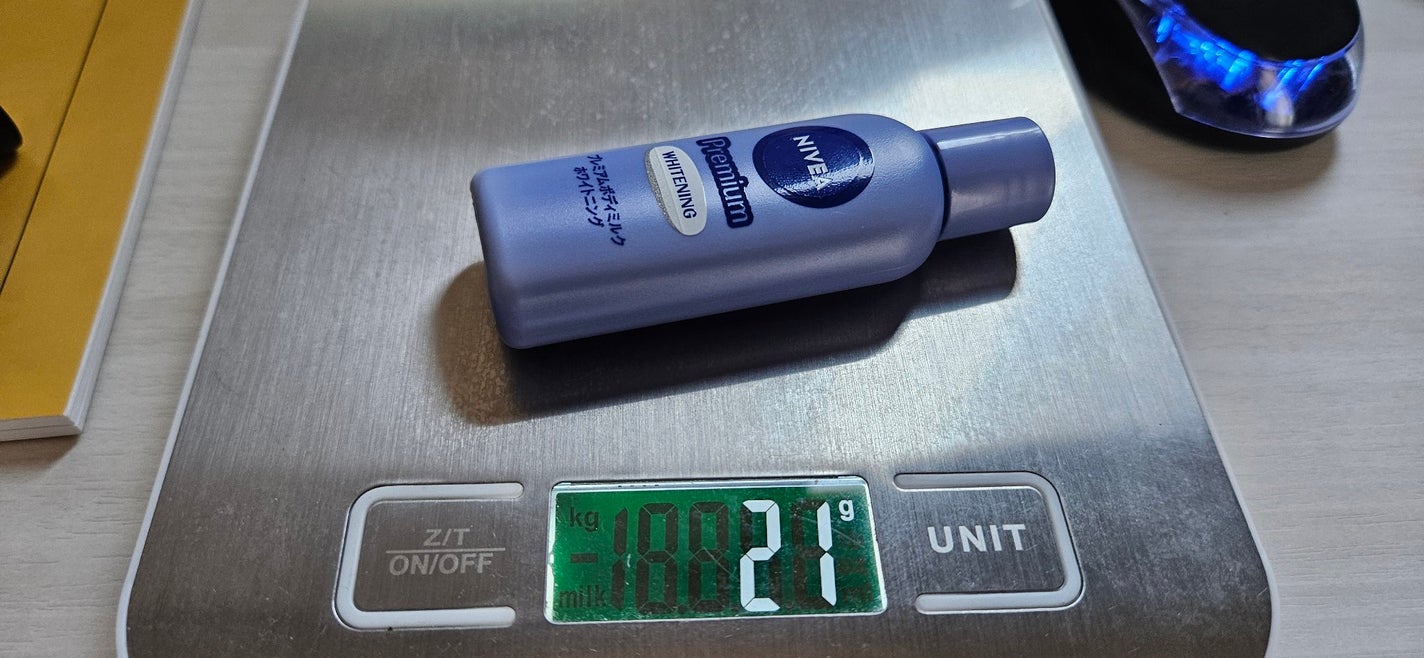 NIVEA
Premium
WHITENING
プレミアムボディミルク
ホワイトニング
Z/T
ON/OFF
kg
milk
21 g
UNIT